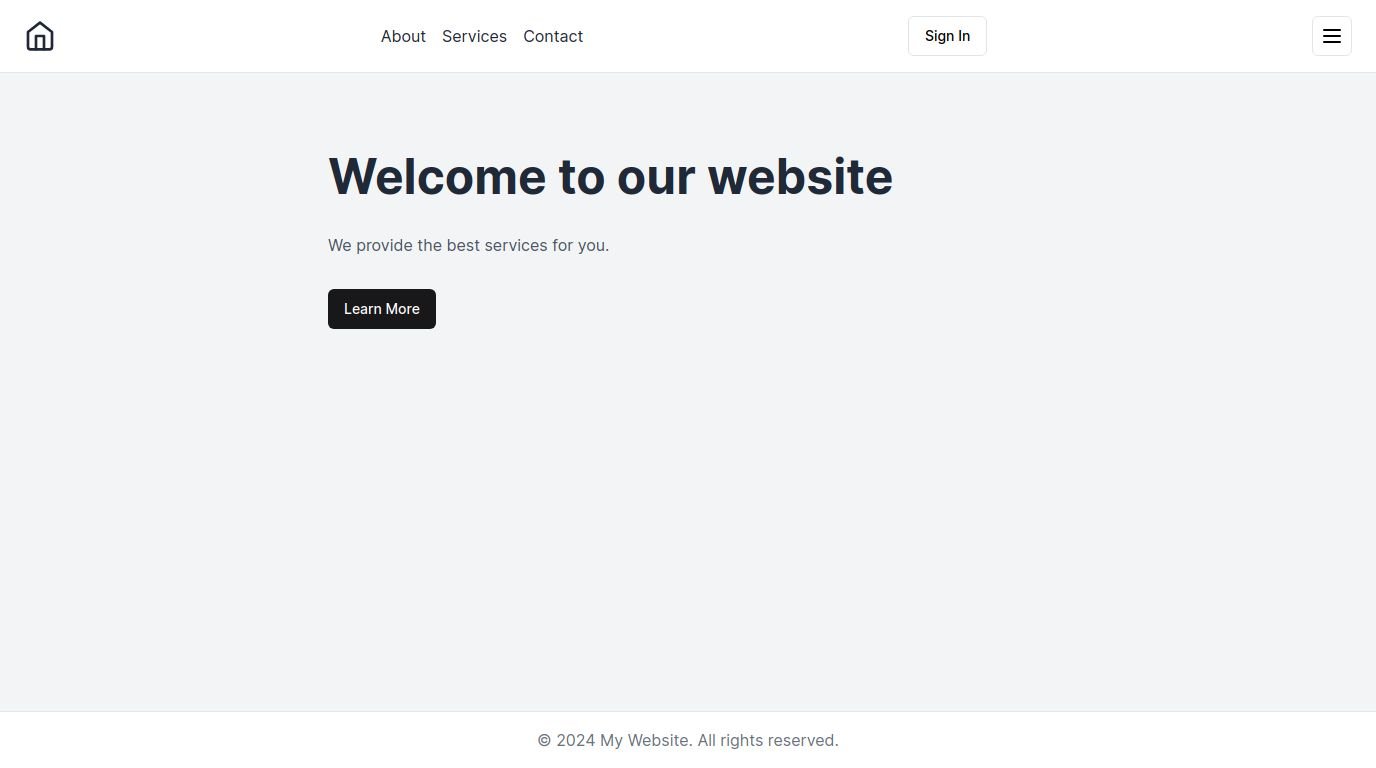 About Services Contact Sign In
Welcome to our website
We provide the best services for you.
Learn More
© 2024 My Website. All rights reserved.